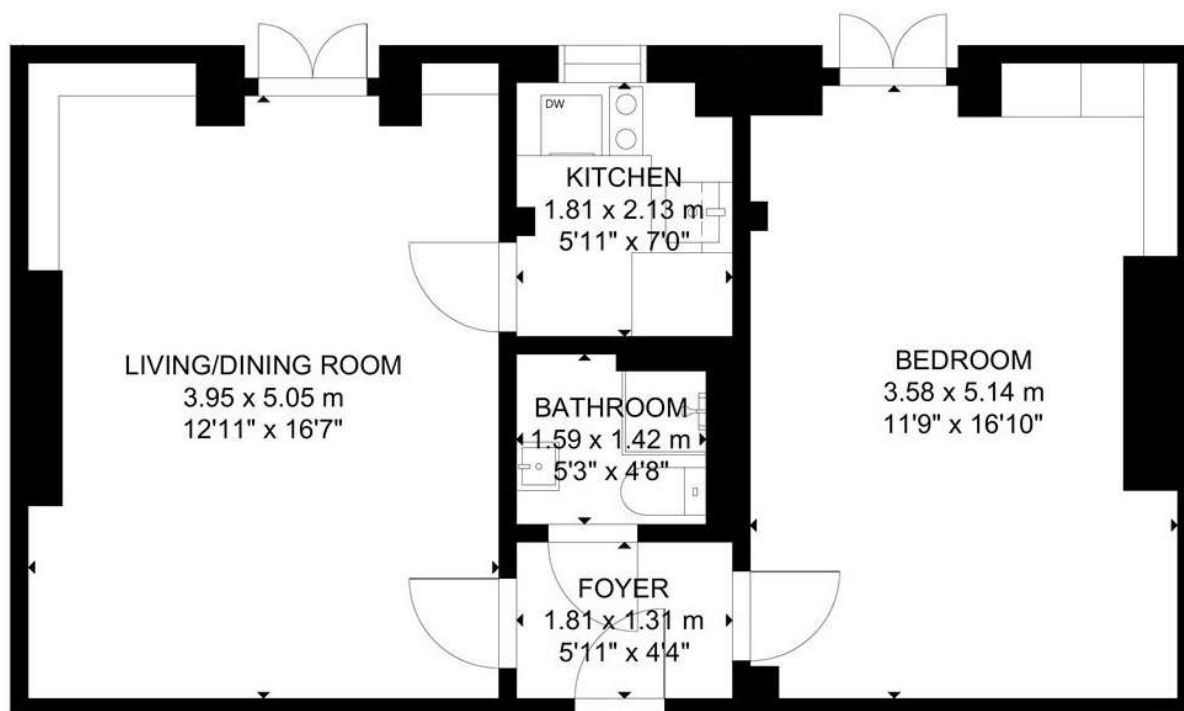 DW
KITCHEN
1.81 x 2.13 m
5'11" x 7'0"
LIVING/DINING ROOM
3.95 x 5.05 m
12'11" x 16'7"
BEDROOM
3.58 x 5.14 m
11'9" x 16'10"
BATHROOM
1.59 x 1.42 m
5'3" x 4'8"
FOYER
1.81 x 1.31 m
5'11" x 4'4"